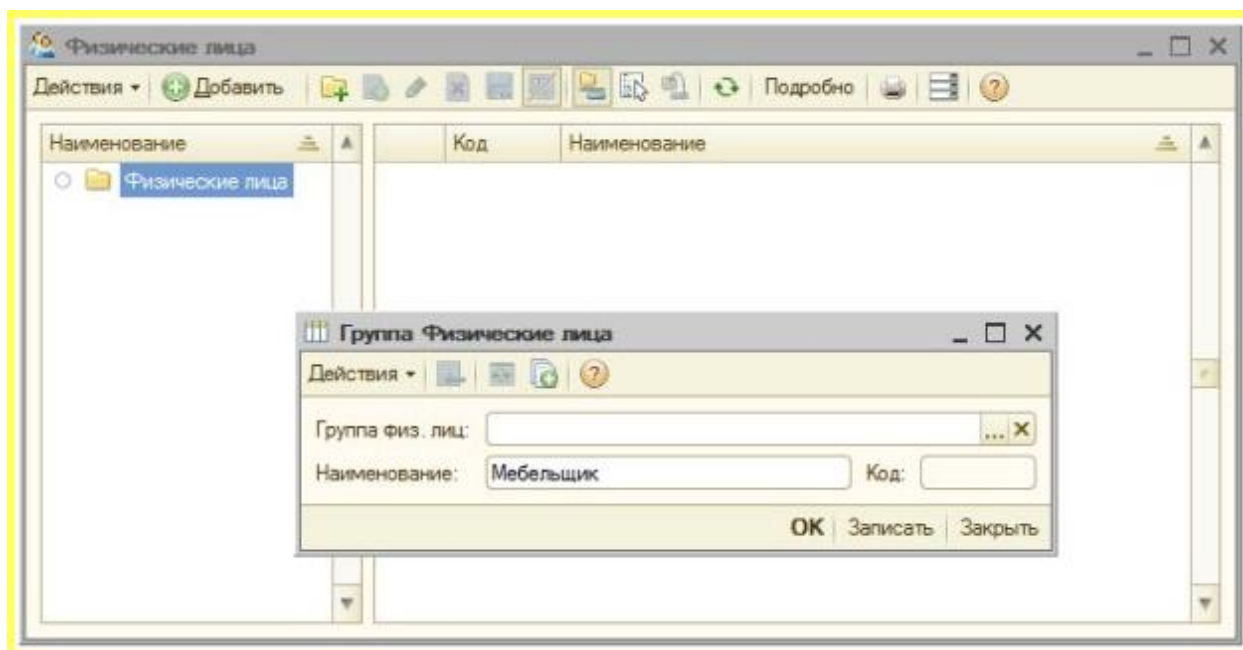 Физические лица
Действия Добавить Подробно
Наименование Код Наименование
Физические лица
Группа Физические лица
Действия
Группа физ. лиц: ...
Наименование: Мебельщик Код:
OK Записать Закрыть